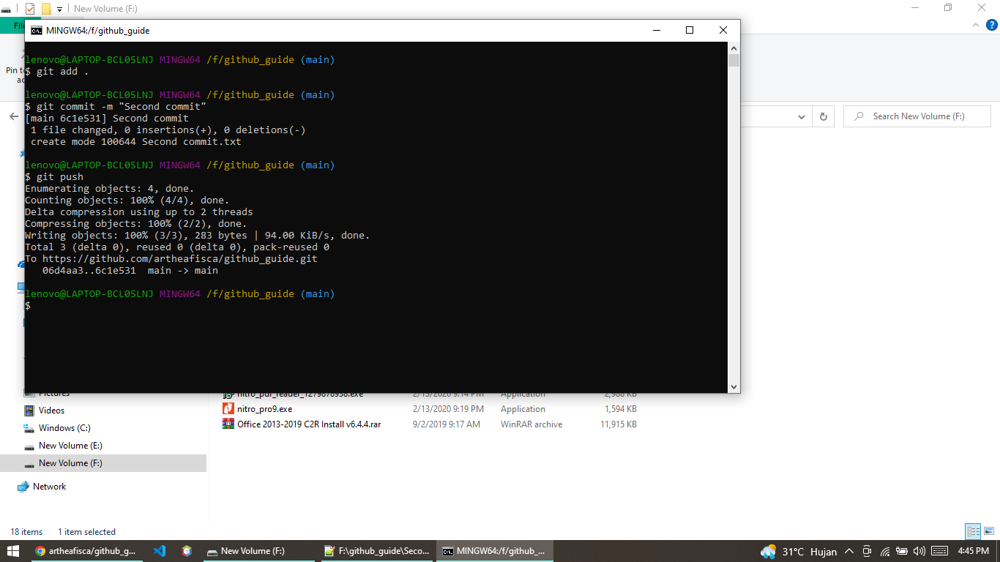 New Volume (F:)
Fil
MINGW64:/f/github_guide
Pin t
ac
lenovo@LAPTOP-BCL05LNJ MINGW64 /f/github_guide (main)
$ git add .
lenovo@LAPTOP-BCL05LNJ MINGW64 /f/github_guide (main)
$ git commit -m "Second commit"
[main 6c1e531] Second commit
1 file changed, 0 insertions(+), 0 deletions(-)
create mode 100644 Second commit.txt
lenovo@LAPTOP-BCL05LNJ MINGW64 /f/github_guide (main)
$ git push
Enumerating objects: 4, done.
Counting objects: 100% (4/4), done.
Delta compression using up to 2 threads
Compressing objects: 100% (2/2), done.
Writing objects: 100% (3/3), 283 bytes | 94.00 KiB/s, done.
Total 3 (delta 0), reused 0 (delta 0), pack-reused 0
To https://github.com/artheafisca/github_guide.git
06d4aa3..6c1e531 main -> main
lenovo@LAPTOP-BCL05LNJ MINGW64 /f/github_guide (main)
$
Search New Volume (F:)
Pictures
Videos
Windows (C:)
New Volume (E:)
New Volume (F:)
Network
nitro_pdf_reader_1279878938.exe 2/13/2020 9:14 PM Application 2,988 KB
nitro_pro9.exe 2/13/2020 9:19 PM Application 1,594 KB
Office 2013-2019 C2R Install v6.4.4.rar 9/2/2019 9:17 AM WinRAR archive 11,915 KB
18 items 1 item selected
artheafisca/github_g... New Volume (F:) F:\github_guide\Seco... MINGW64:/f/github_... 31°C Hujan 4:45 PM